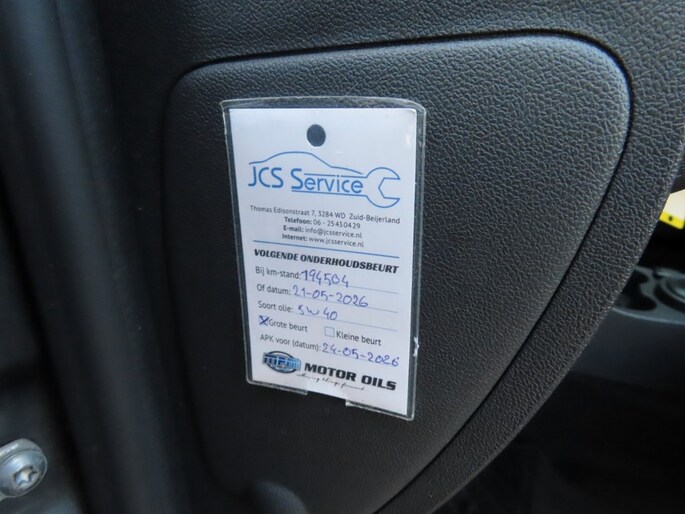 JCS Service
Thomas Edisonstraat 7, 3284 WD Zuid-Beijerland
Telefoon: 06 - 25430429
E-mail: info@jcsservice.nl
Internet: www.jcsservice.nl
VOLGENDE ONDERHOUDSBEURT
Bij km-stand: 194504
Of datum: 21-05-2026
Soort olie: 5w40
Grote beurt Kleine beurt
APK voor (datum): 24-05-2026
MOTOR OILS